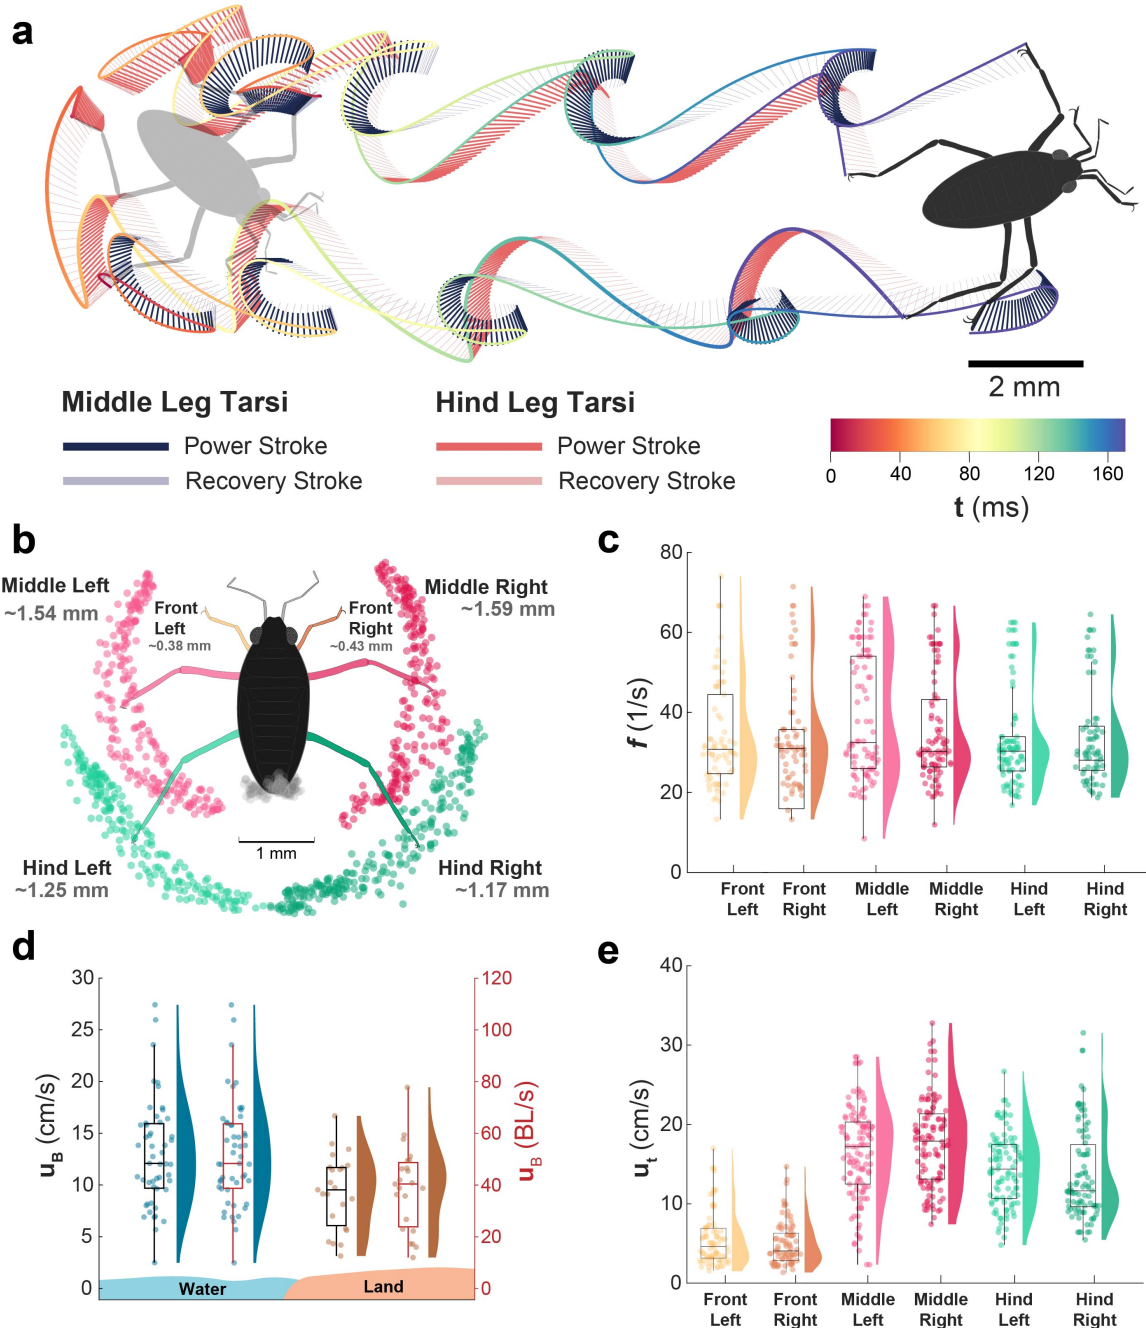 a
2 mm
Middle Leg Tarsi
Power Stroke
Recovery Stroke
Hind Leg Tarsi
Power Stroke
Recovery Stroke
0 40 80 120 160
t (ms)
b
Middle Left
~1.54 mm
Front
Left
~0.38 mm
Front
Right
~0.43 mm
Middle Right
~1.59 mm
1 mm
Hind Left
~1.25 mm
Hind Right
~1.17 mm
c
80
60
40
20
0
f (1/s)
Front
Left
Front
Right
Middle
Left
Middle
Right
Hind
Left
Hind
Right
d
30
25
20
15
10
5
0
uB (cm/s)
120
100
80
60
40
20
0
uB (BL/s)
Water
Land
e
40
30
20
10
0
ut (cm/s)
Front
Left
Front
Right
Middle
Left
Middle
Right
Hind
Left
Hind
Right